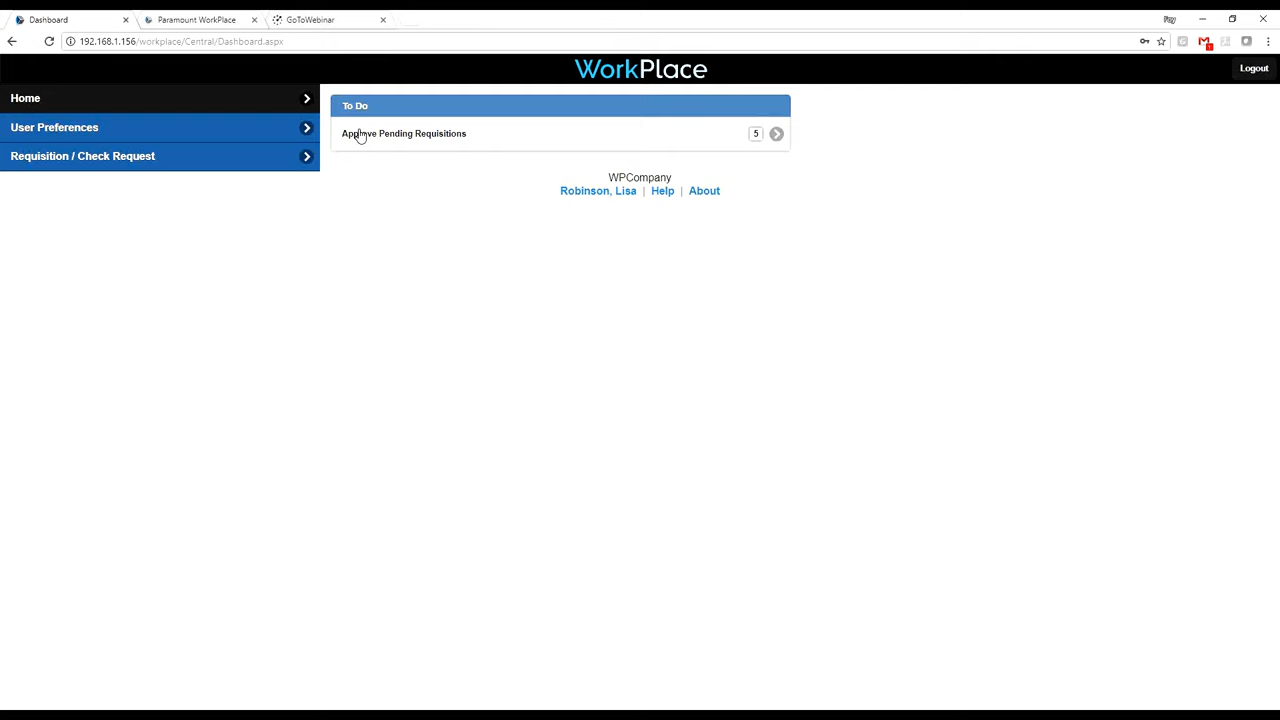 Dashboard
Paramount WorkPlace
GoToWebinar
Fay
192.168.1.156/workplace/Central/Dashboard.aspx
WorkPlace
Logout
Home
User Preferences
Requisition / Check Request
To Do
Approve Pending Requisitions 5
WPCompany
Robinson, Lisa | Help | About